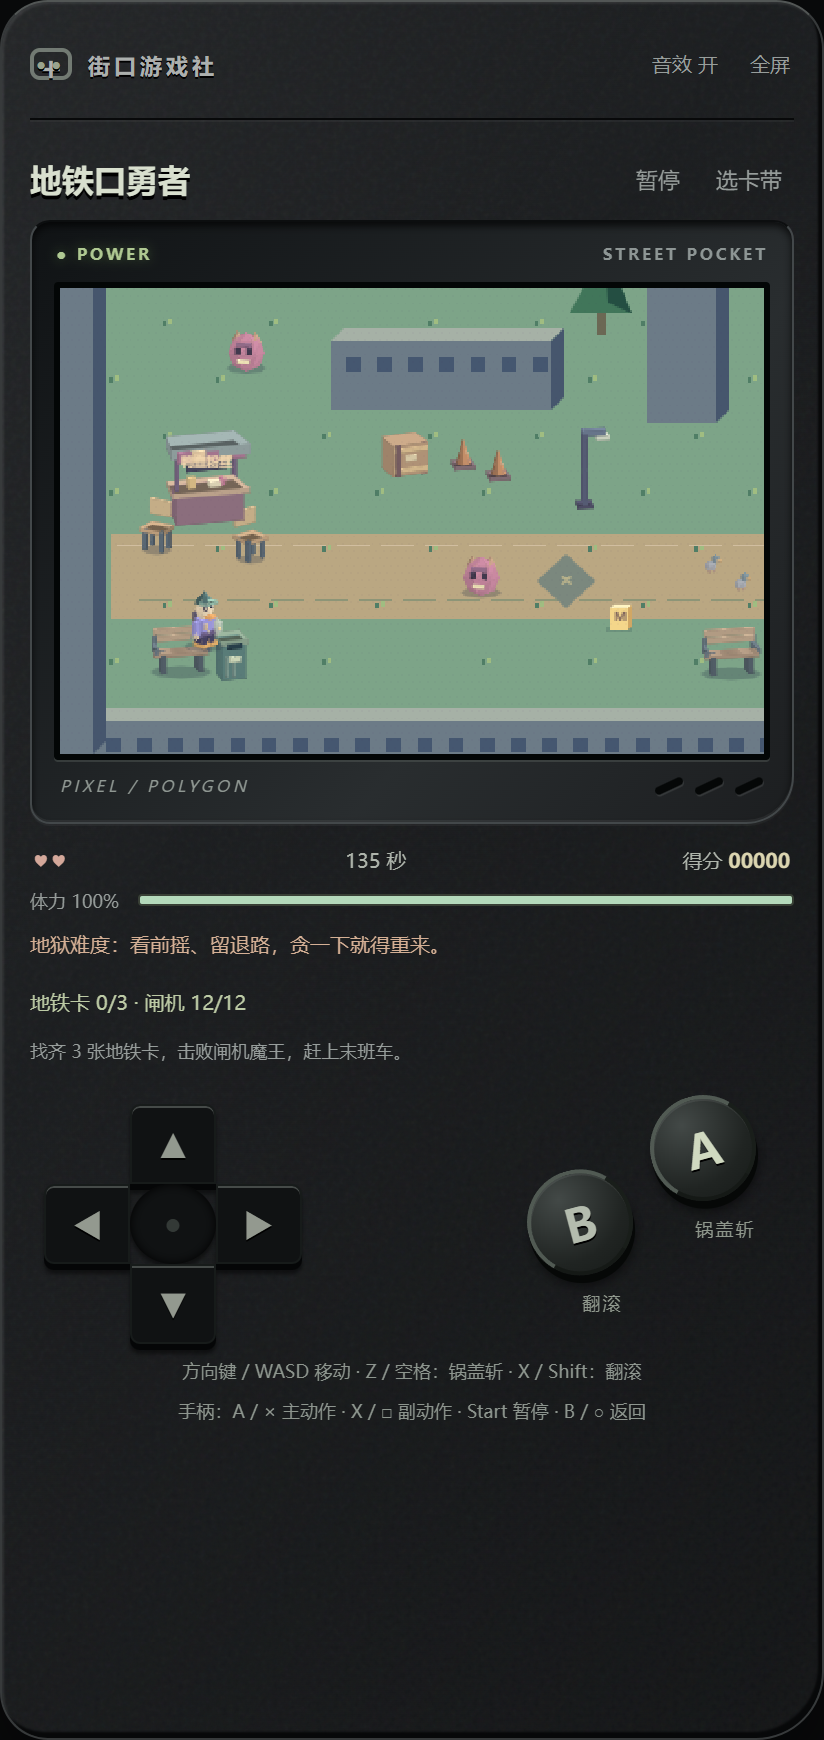 街口游戏社
音效 开 全屏
地铁口勇者
暂停 选卡带
• POWER
STREET POCKET
M
PIXEL / POLYGON
135 秒
得分 00000
体力 100%
地狱难度：看前摇、留退路，贪一下就得重来。
地铁卡 0/3 · 闸机 12/12
找齐 3 张地铁卡，击败闸机魔王，赶上末班车。
A
锅盖斩
B
翻滚
方向键 / WASD 移动 · Z / 空格：锅盖斩 · X / Shift：翻滚
手柄：A / × 主动作 · X / □ 副动作 · Start 暂停 · B / ○ 返回